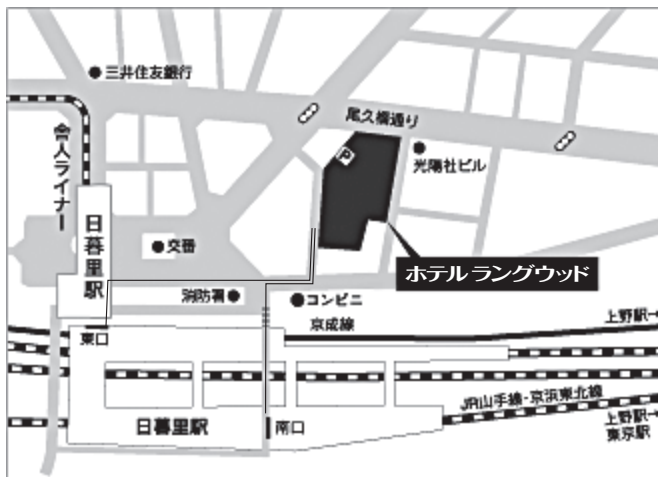 三井住友銀行
尾久橋通り
P
光陽社ビル
舎人ライナー
日暮里駅
交番
ホテル ラングウッド
消防署
コンビニ
東口
京成線
上野駅→
JR山手線・京浜東北線
日暮里駅
南口
上野駅→
東京駅